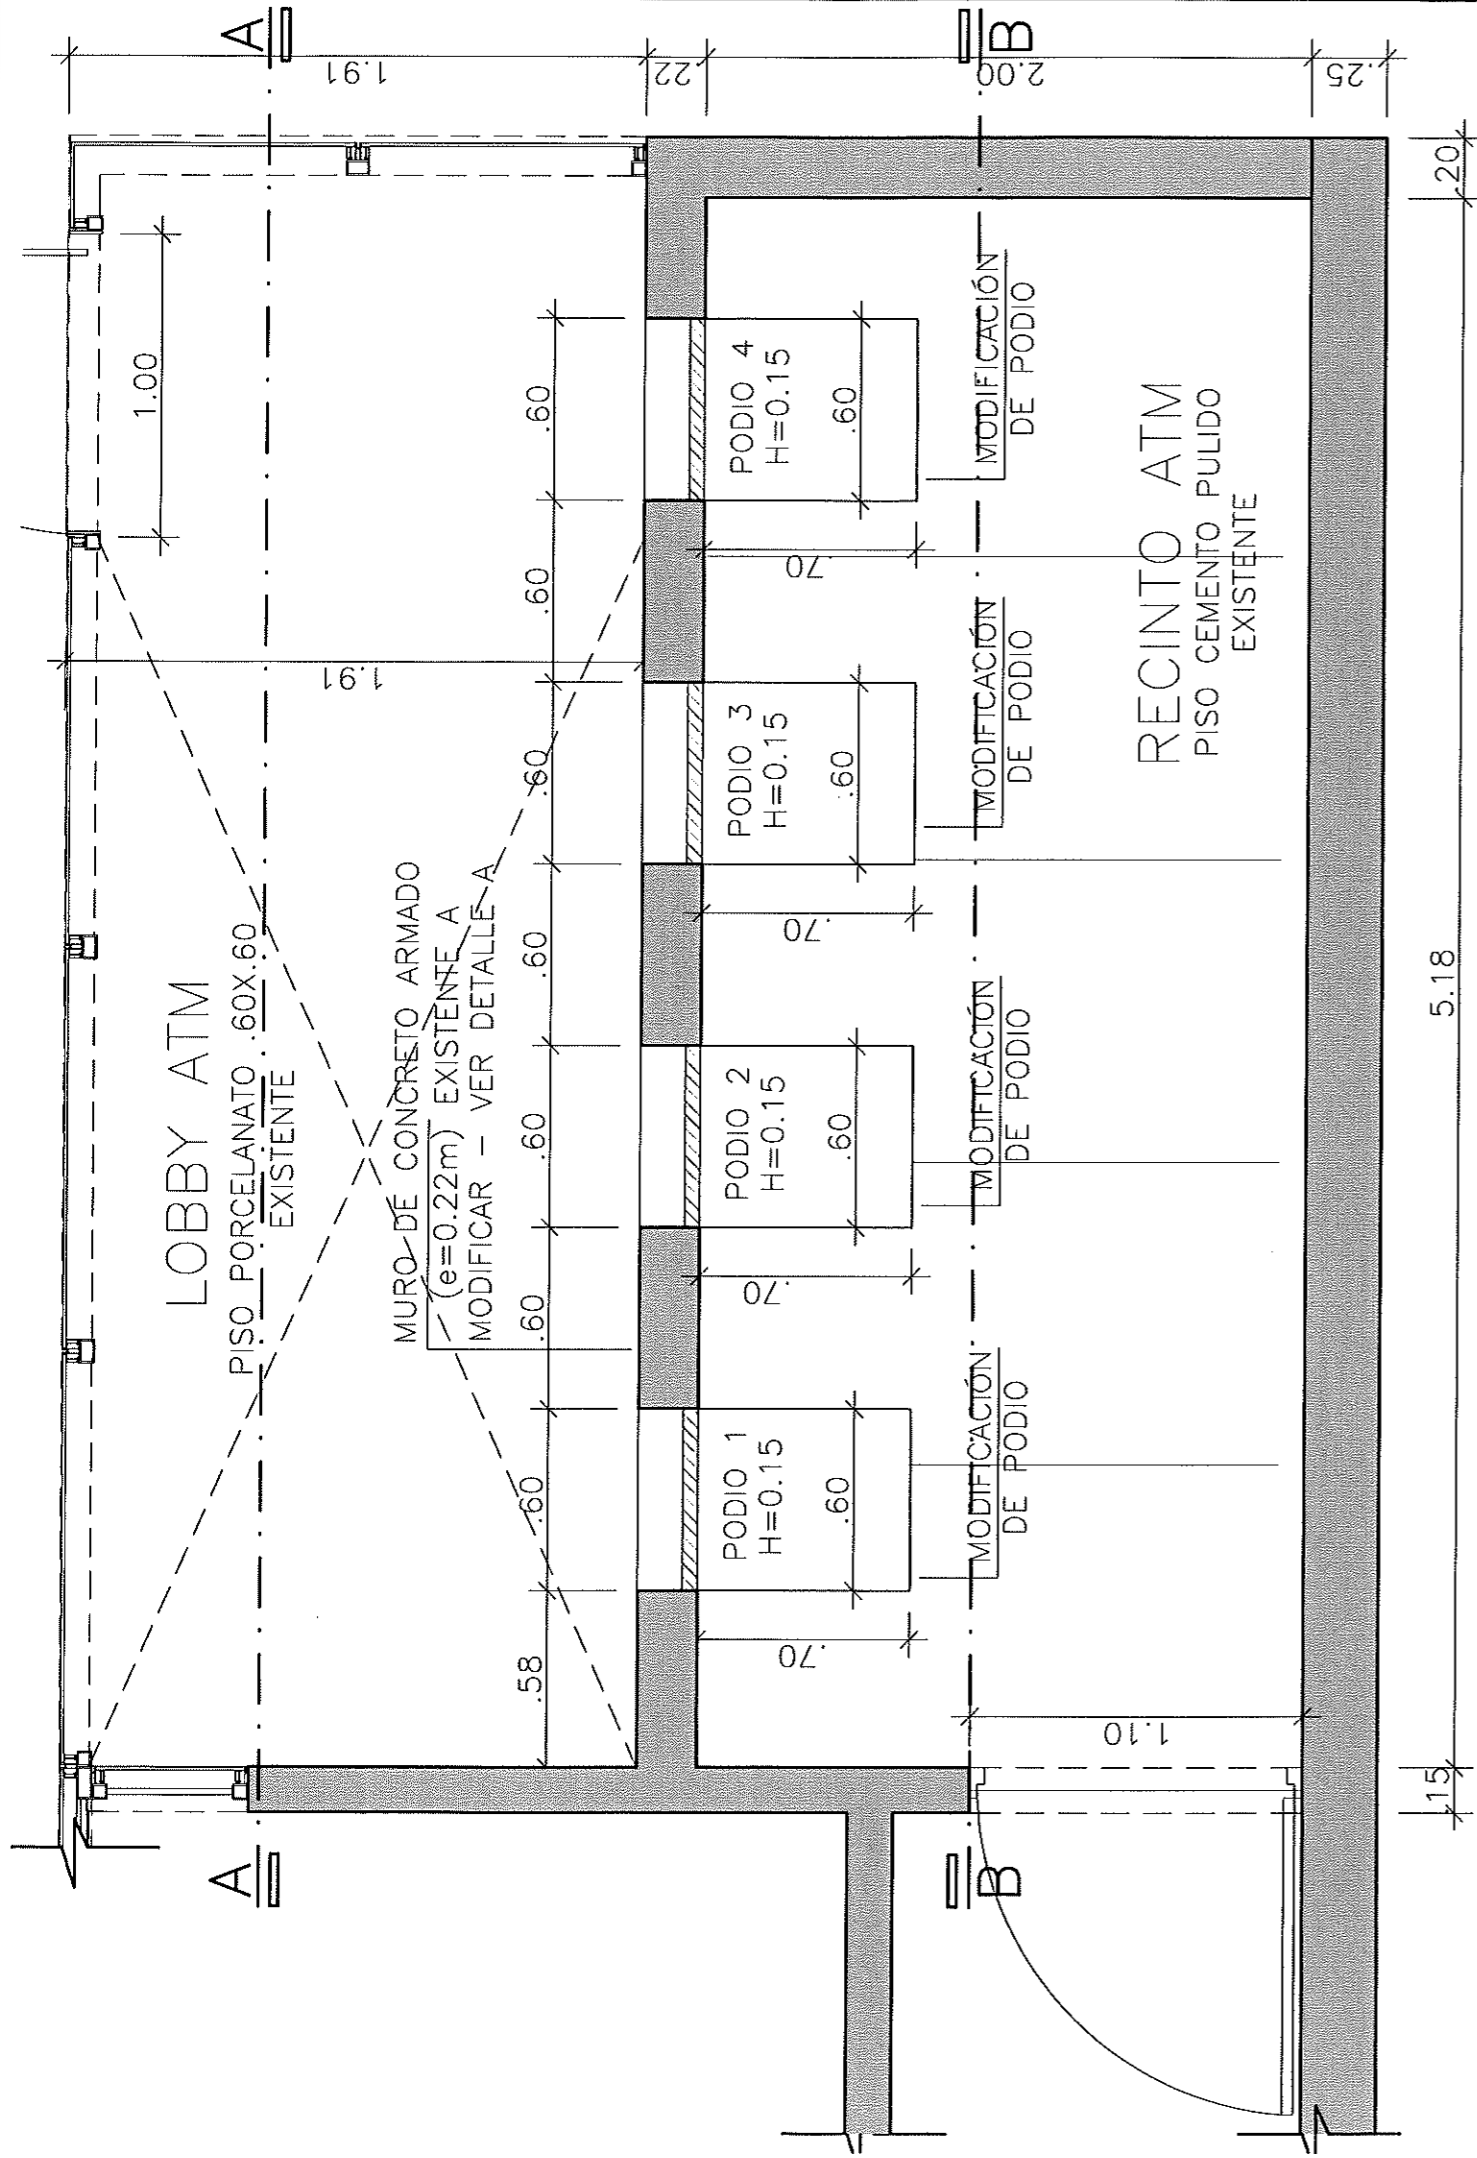 A
A
B
B
LOBBY ATM
PISO PORCELANATO .60X.60
EXISTENTE
MURO DE CONCRETO ARMADO
(e=0.22m) EXISTENTE A
MODIFICAR - VER DETALLE A
1.00
1.91
1.91
.22
2.00
.25
.58
.60
.60
.60
.60
.60
.60
.60
PODIO 1
H=0.15
.60
.70
PODIO 2
H=0.15
.60
.70
PODIO 3
H=0.15
.60
.70
PODIO 4
H=0.15
.60
.70
MODIFICACIÓN
DE PODIO
MODIFICACIÓN
DE PODIO
MODIFICACIÓN
DE PODIO
MODIFICACIÓN
DE PODIO
RECINTO ATM
PISO CEMENTO PULIDO
EXISTENTE
1.10
.15
5.18
.20